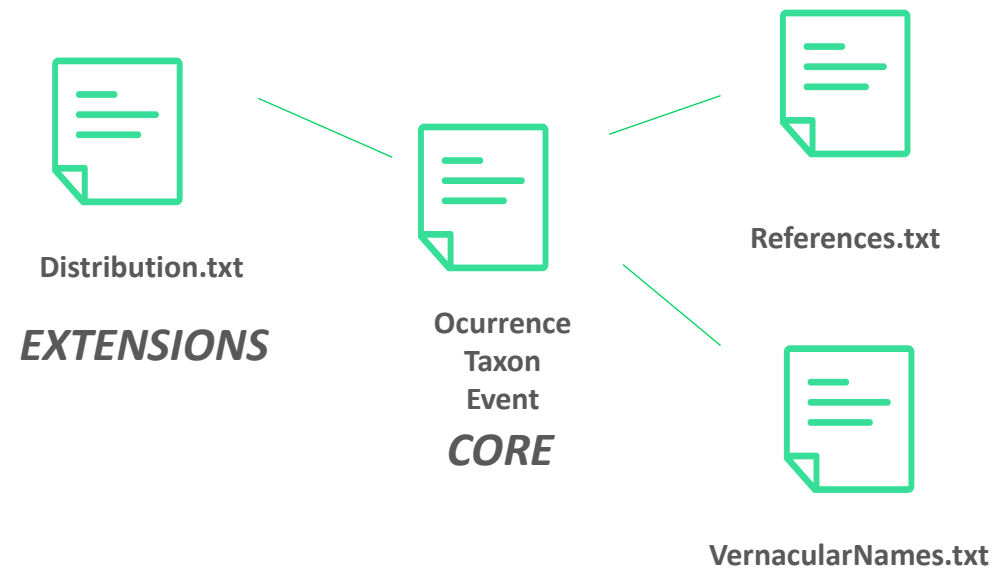 Distribution.txt
EXTENSIONS
Ocurrence
Taxon
Event
CORE
References.txt
VernacularNames.txt